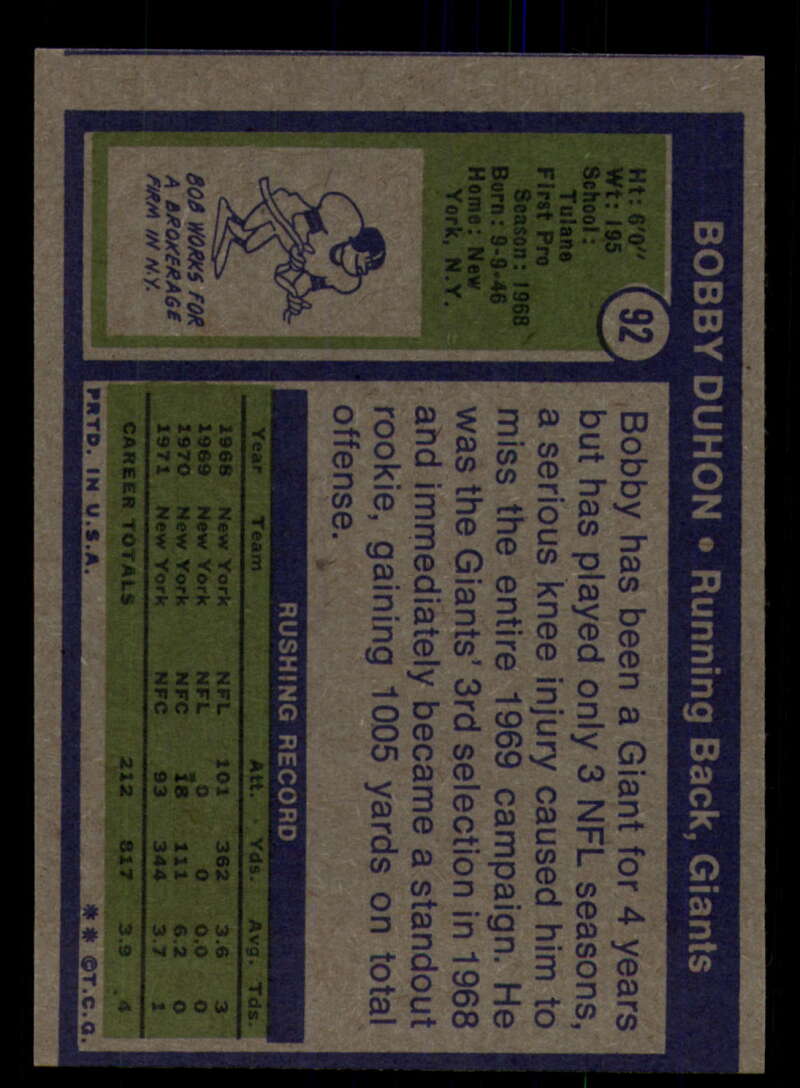 BOBBY DUHON • Running Back, Giants
92
Ht: 6'0"
Wt: 195
School:
Tulane
First Pro
Season: 1968
Born: 9-9-46
Home: New
York, N.Y.
BOB WORKS FOR
A BROKERAGE
FIRM IN N.Y.
Bobby has been a Giant for 4 years
but has played only 3 NFL seasons,
a serious knee injury caused him to
miss the entire 1969 campaign. He
was the Giants' 3rd selection in 1968
and immediately became a standout
rookie, gaining 1005 yards on total
offense.
RUSHING RECORD
Year Team Att. Yds. Avg. Tds.
1968 New York NFL 101 362 3.6 3
1969 New York NFL 0 0 0.0 0
1970 New York NFC 18 111 6.2 0
1971 New York NFC 93 344 3.7 1
CAREER TOTALS 212 817 3.9 4
PRTD. IN U.S.A. ** ©T.C.G.